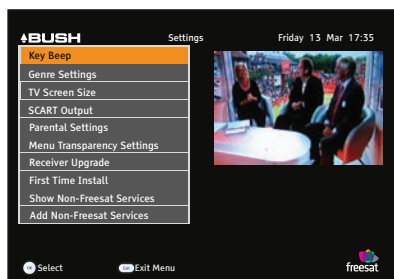 BUSH Settings Friday 13 Mar 17:35
Key Beep
Genre Settings
TV Screen Size
SCART Output
Parental Settings
Menu Transparency Settings
Receiver Upgrade
First Time Install
Show Non-Freesat Services
Add Non-Freesat Services
Select Exit Menu freesat